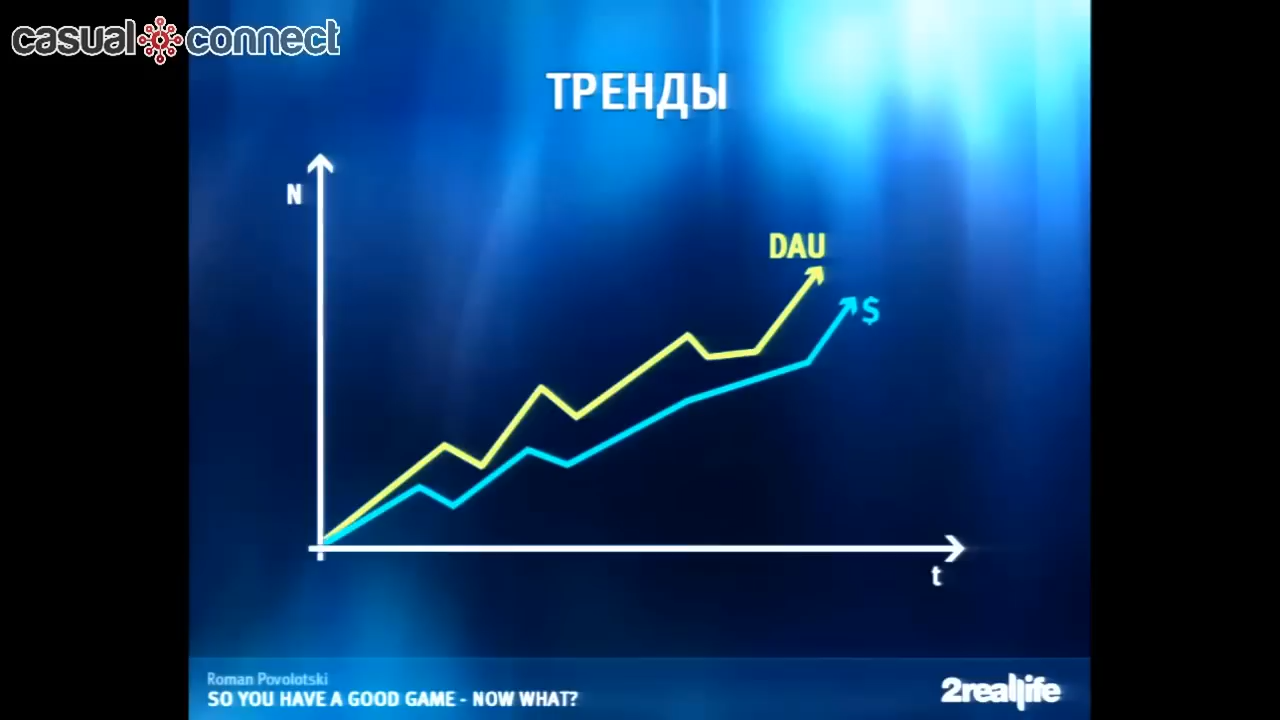 casual connect
ТРЕНДЫ
N
DAU
$
t
Roman Povolotski
SO YOU HAVE A GOOD GAME - NOW WHAT?
2reallife